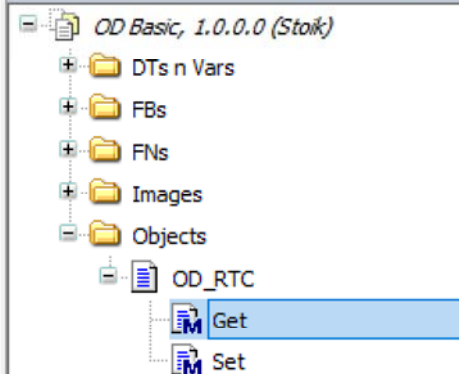 OD Basic, 1.0.0.0 (Stoik)
DTs n Vars
FBs
FNs
Images
Objects
OD_RTC
M Get
M Set